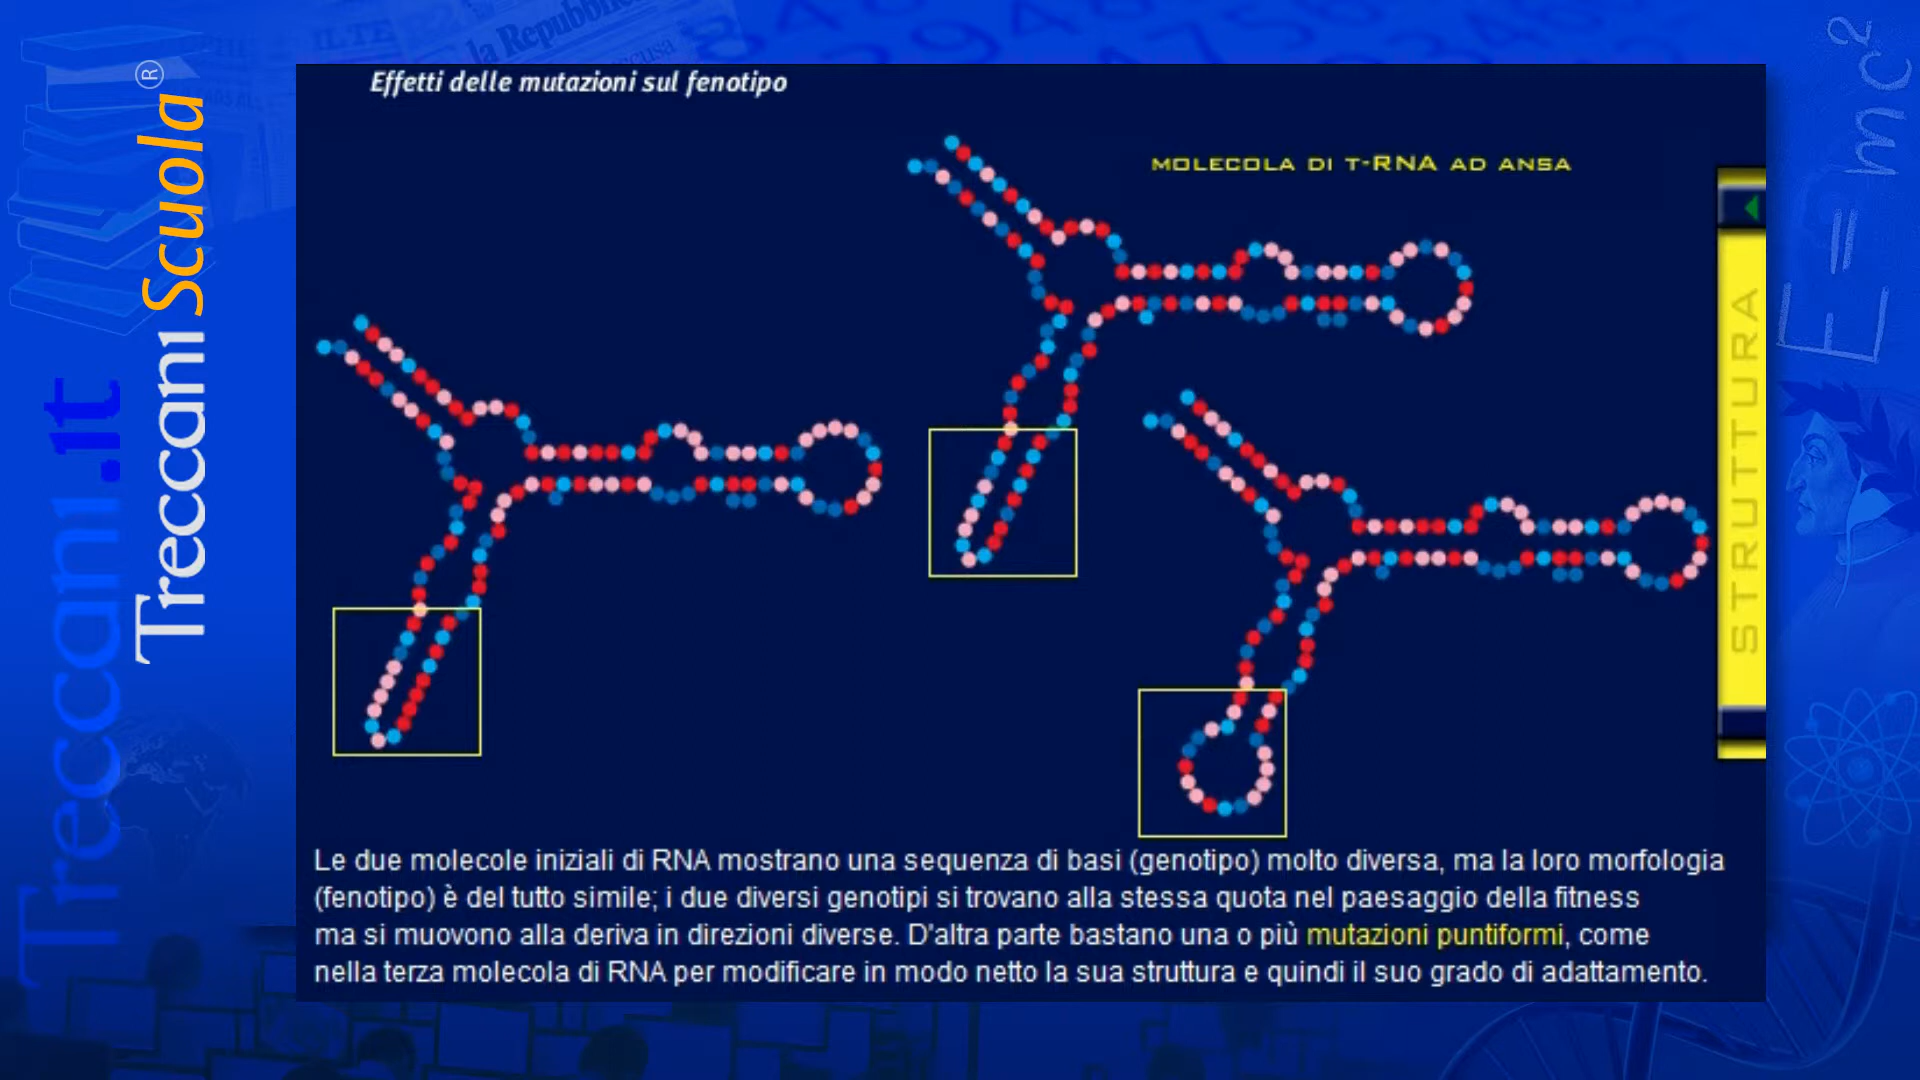 la Repubblica
Effetti delle mutazioni sul fenotipo
MOLECOLA DI T-RNA AD ANSA
STRUTTURA
Treccani Scuola ®
Treccani.it
E=mc²
Le due molecole iniziali di RNA mostrano una sequenza di basi (genotipo) molto diversa, ma la loro morfologia
(fenotipo) è del tutto simile; i due diversi genotipi si trovano alla stessa quota nel paesaggio della fitness
ma si muovono alla deriva in direzioni diverse. D'altra parte bastano una o più mutazioni puntiformi, come
nella terza molecola di RNA per modificare in modo netto la sua struttura e quindi il suo grado di adattamento.